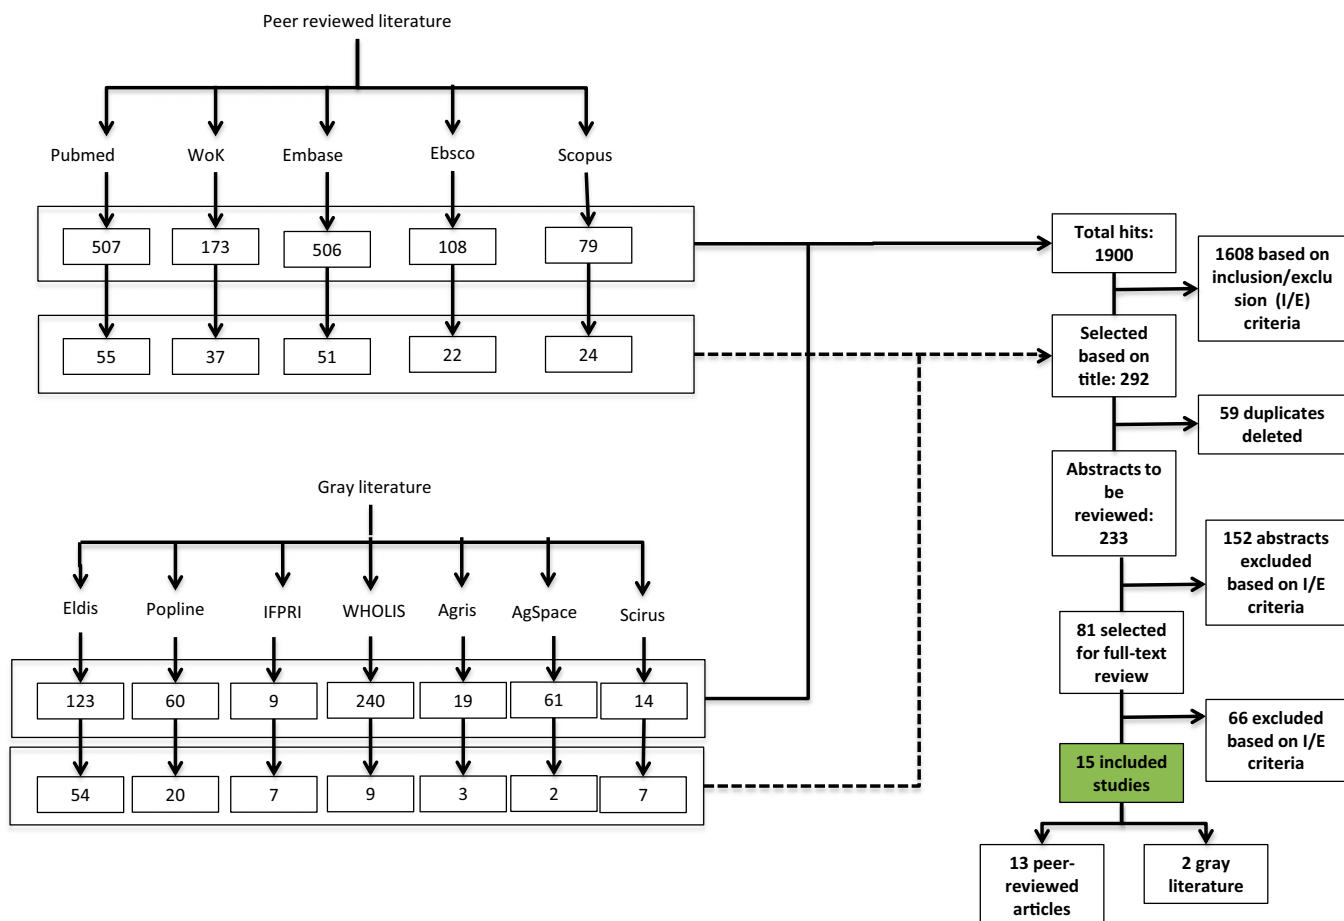 Peer reviewed literature
Pubmed
WoK
Embase
Ebsco
Scopus
507
173
506
108
79
55
37
51
22
24
Gray literature
Eldis
Popline
IFPRI
WHOLIS
Agris
AgSpace
Scirus
123
60
9
240
19
61
14
54
20
7
9
3
2
7
Total hits:
1900
1608 based on
inclusion/exclu
sion (I/E)
criteria
Selected
based on
title: 292
59 duplicates
deleted
Abstracts to
be
reviewed:
233
152 abstracts
excluded
based on I/E
criteria
81 selected
for full-text
review
66 excluded
based on I/E
criteria
15 included
studies
13 peer-
reviewed
articles
2 gray
literature